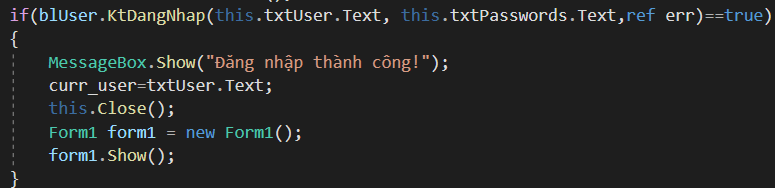 if(blUser.KtDangNhap(this.txtUser.Text, this.txtPasswords.Text,ref err)==true)
{
MessageBox.Show("Đăng nhập thành công!");
curr_user=txtUser.Text;
this.Close();
Form1 form1 = new Form1();
form1.Show();
}